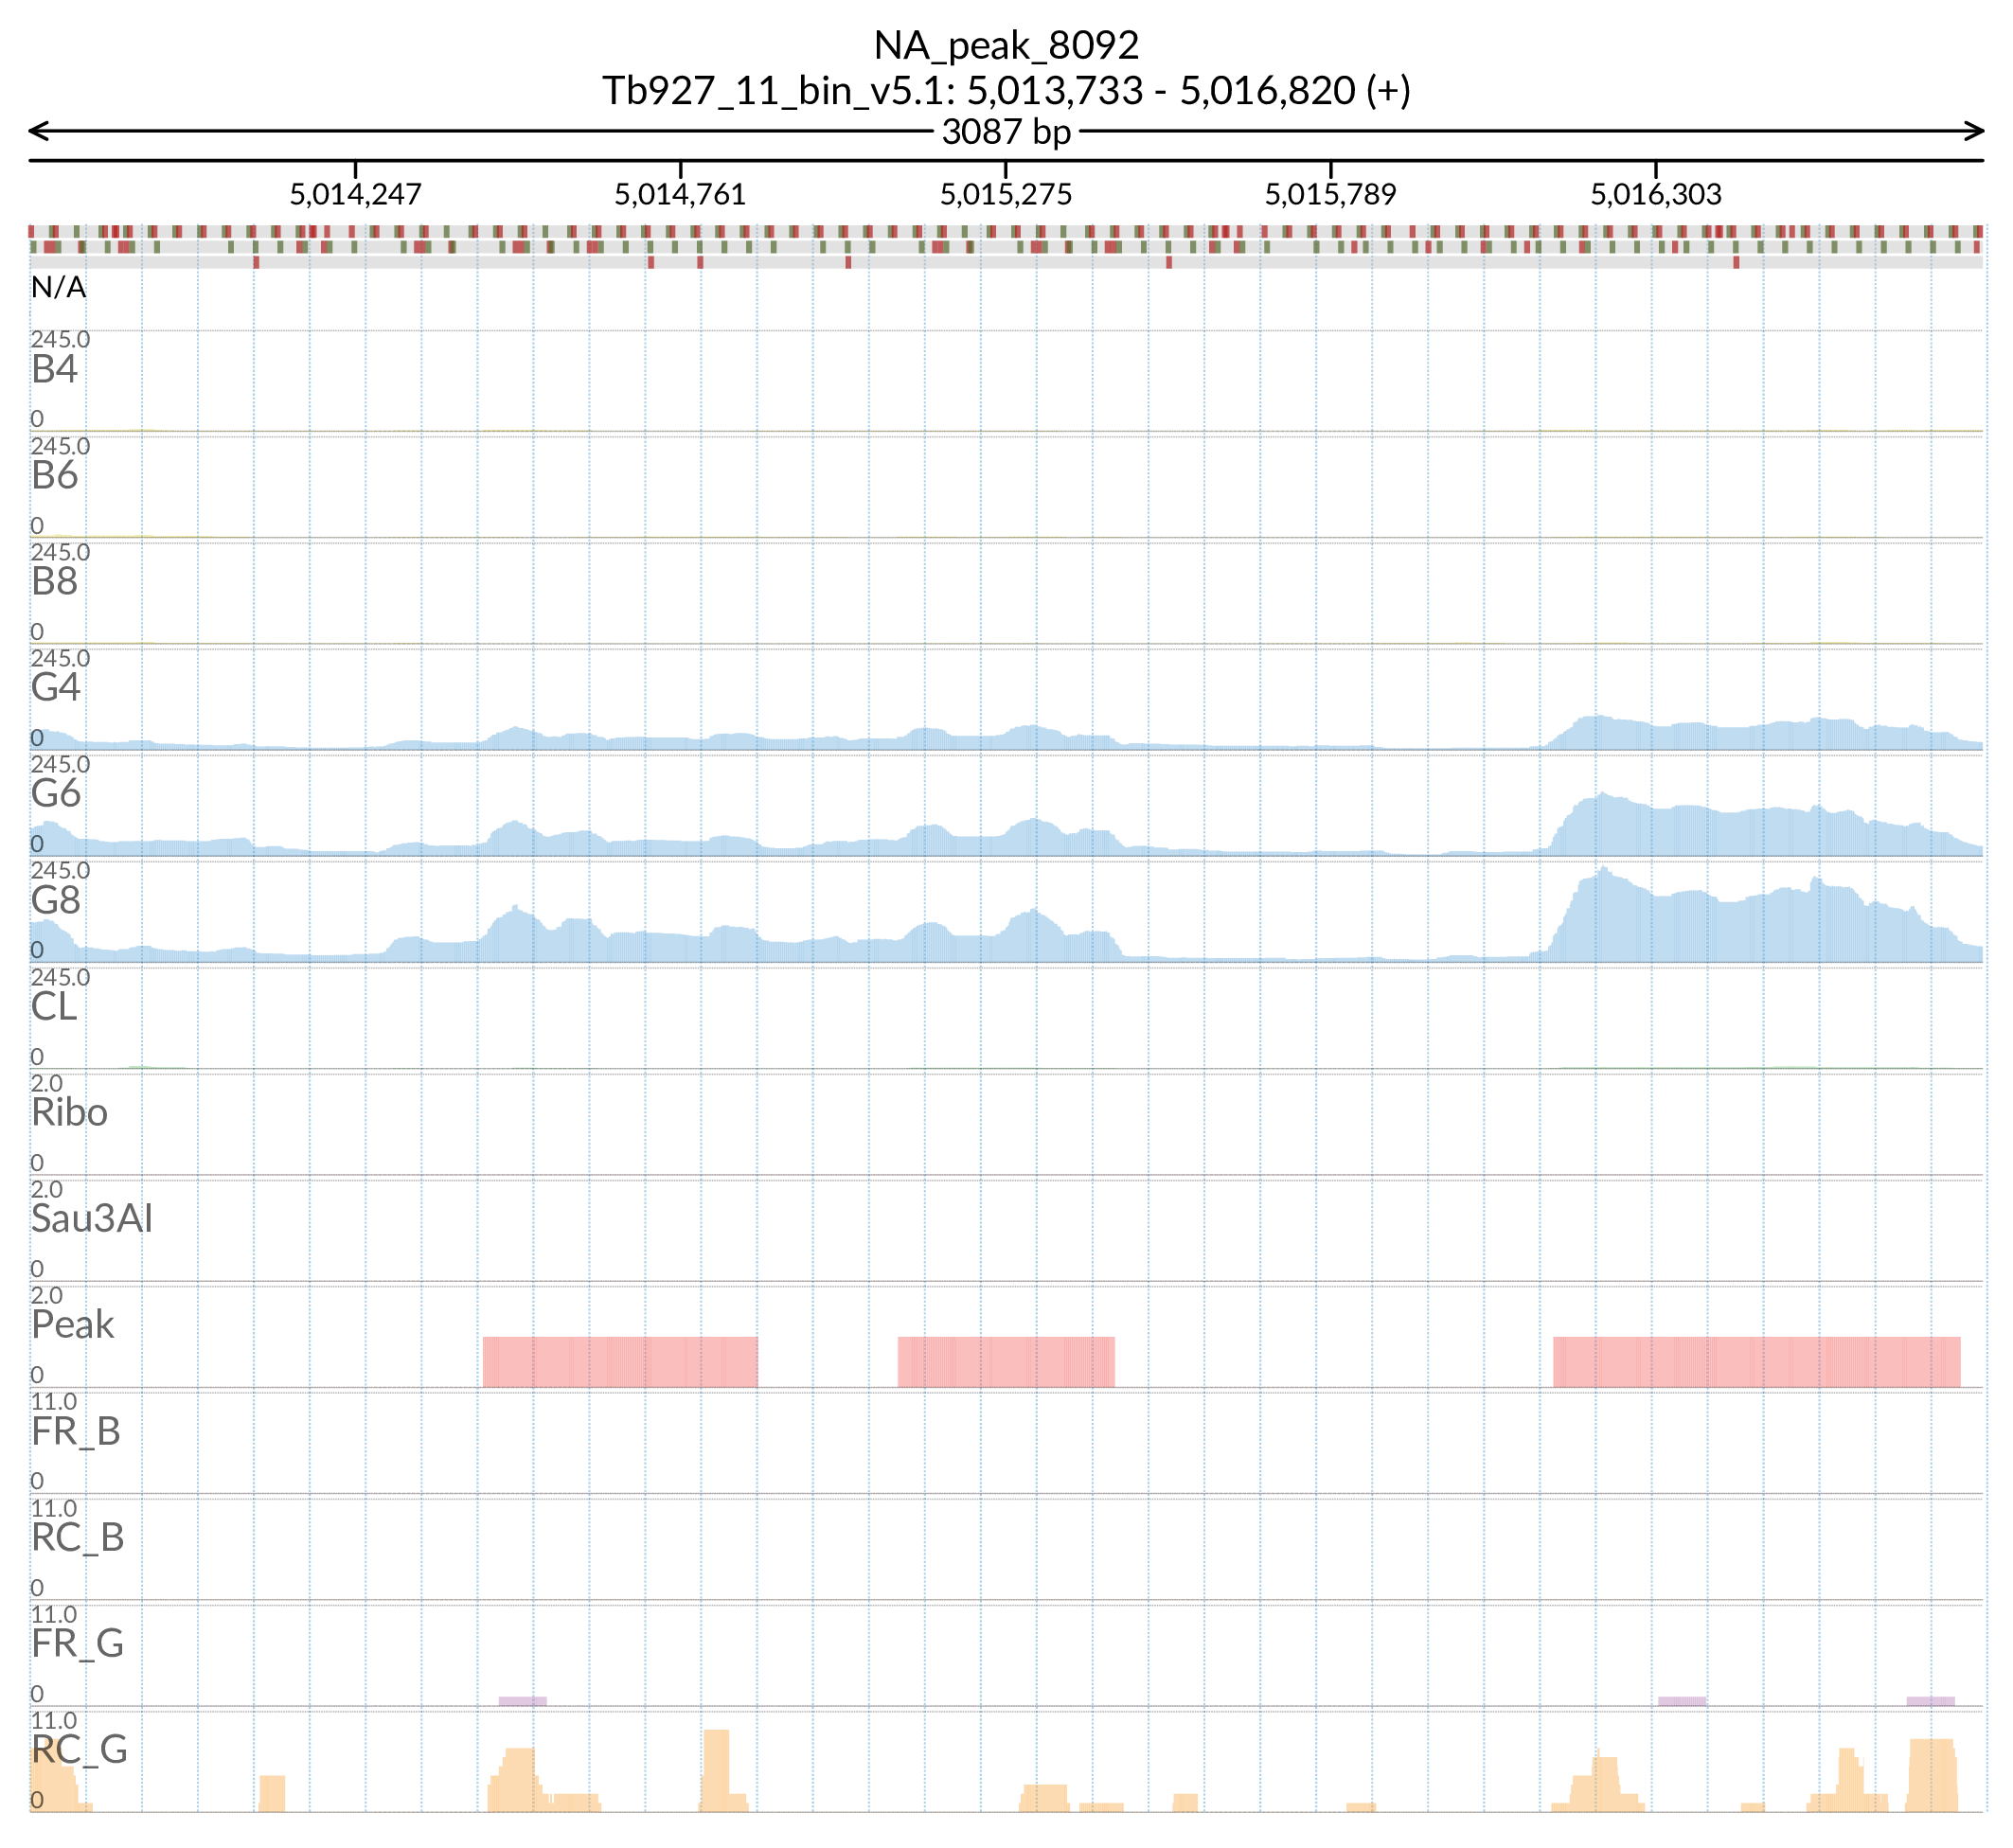 NA_peak_8092
Tb927_11_bin_v5.1: 5,013,733 - 5,016,820 (+)
3087 bp
5,014,247 5,014,761 5,015,275 5,015,789 5,016,303
N/A
245.0
B4
0
245.0
B6
0
245.0
B8
0
245.0
G4
0
245.0
G6
0
245.0
G8
0
245.0
CL
0
2.0
Ribo
0
2.0
Sau3AI
0
2.0
Peak
0
11.0
FR_B
0
11.0
RC_B
0
11.0
FR_G
0
11.0
RC_G
0